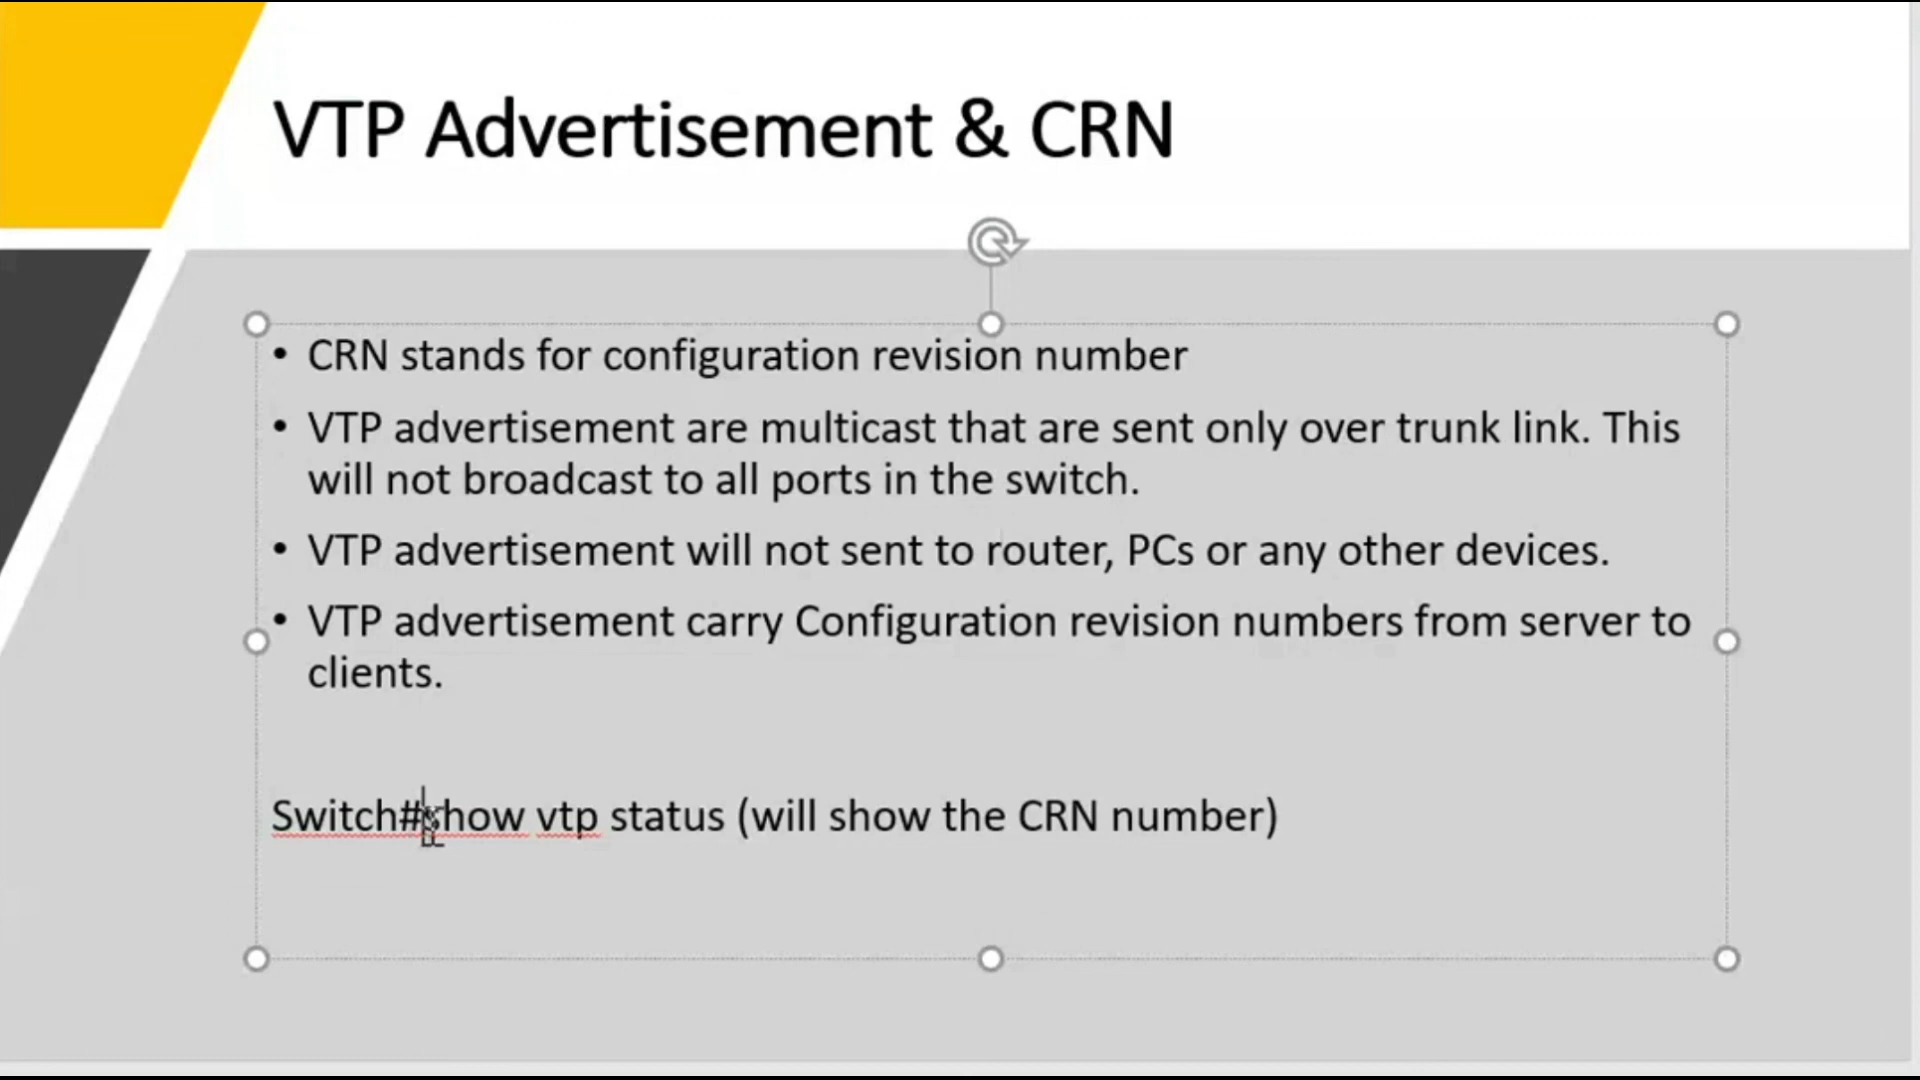 VTP Advertisement & CRN
• CRN stands for configuration revision number
• VTP advertisement are multicast that are sent only over trunk link. This
will not broadcast to all ports in the switch.
• VTP advertisement will not sent to router, PCs or any other devices.
• VTP advertisement carry Configuration revision numbers from server to
clients.
Switch#show vtp status (will show the CRN number)